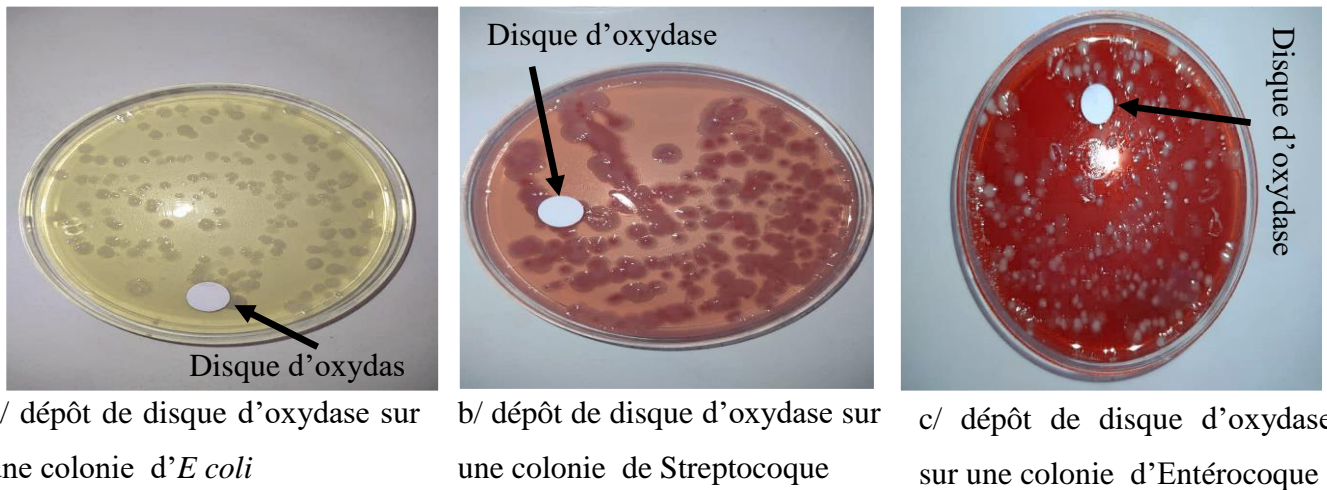 Disque d'oxydas
Disque d'oxydase
Disque d'oxydase
/ dépôt de disque d'oxydase sur
ne colonie d'E coli
b/ dépôt de disque d'oxydase sur
une colonie de Streptocoque
c/ dépôt de disque d'oxydase
sur une colonie d'Entérocoque